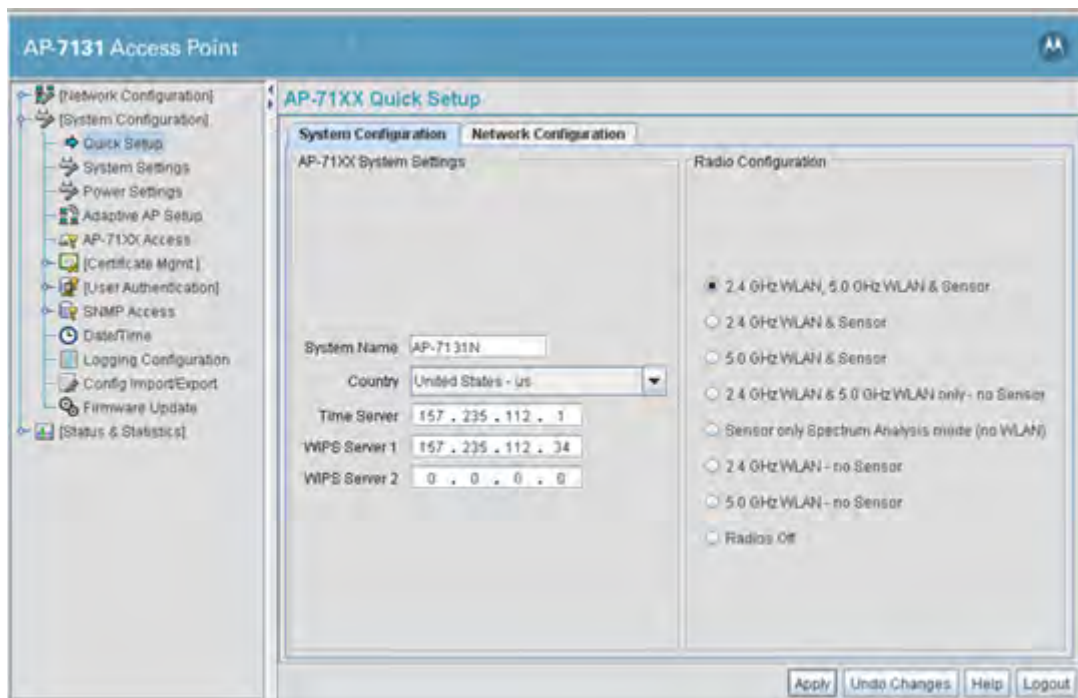 AP-7131 Access Point
[Network Configuration]
[System Configuration]
Quick Setup
System Settings
Power Settings
Adaptive AP Setup
AP-71XX Access
[Certificate Mgmt]
[User Authentication]
SNMP Access
Date/Time
Logging Configuration
Config Import/Export
Firmware Update
[Status & Statistics]
AP-71XX Quick Setup
System Configuration
Network Configuration
AP-71XX System Settings
System Name AP-7131N
Country United States - us
Time Server 157 . 235 . 112 . 1
WIPS Server 1 157 . 235 . 112 . 34
WIPS Server 2 0 . 0 . 0 . 0
Radio Configuration
2.4 GHz WLAN, 5.0 GHz WLAN & Sensor
2.4 GHz WLAN & Sensor
5.0 GHz WLAN & Sensor
2.4 GHz WLAN & 5.0 GHz WLAN only - no Sensor
Sensor only Spectrum Analysis mode (no WLAN)
2.4 GHz WLAN - no Sensor
5.0 GHz WLAN - no Sensor
Radios Off
Apply
Undo Changes
Help
Logout